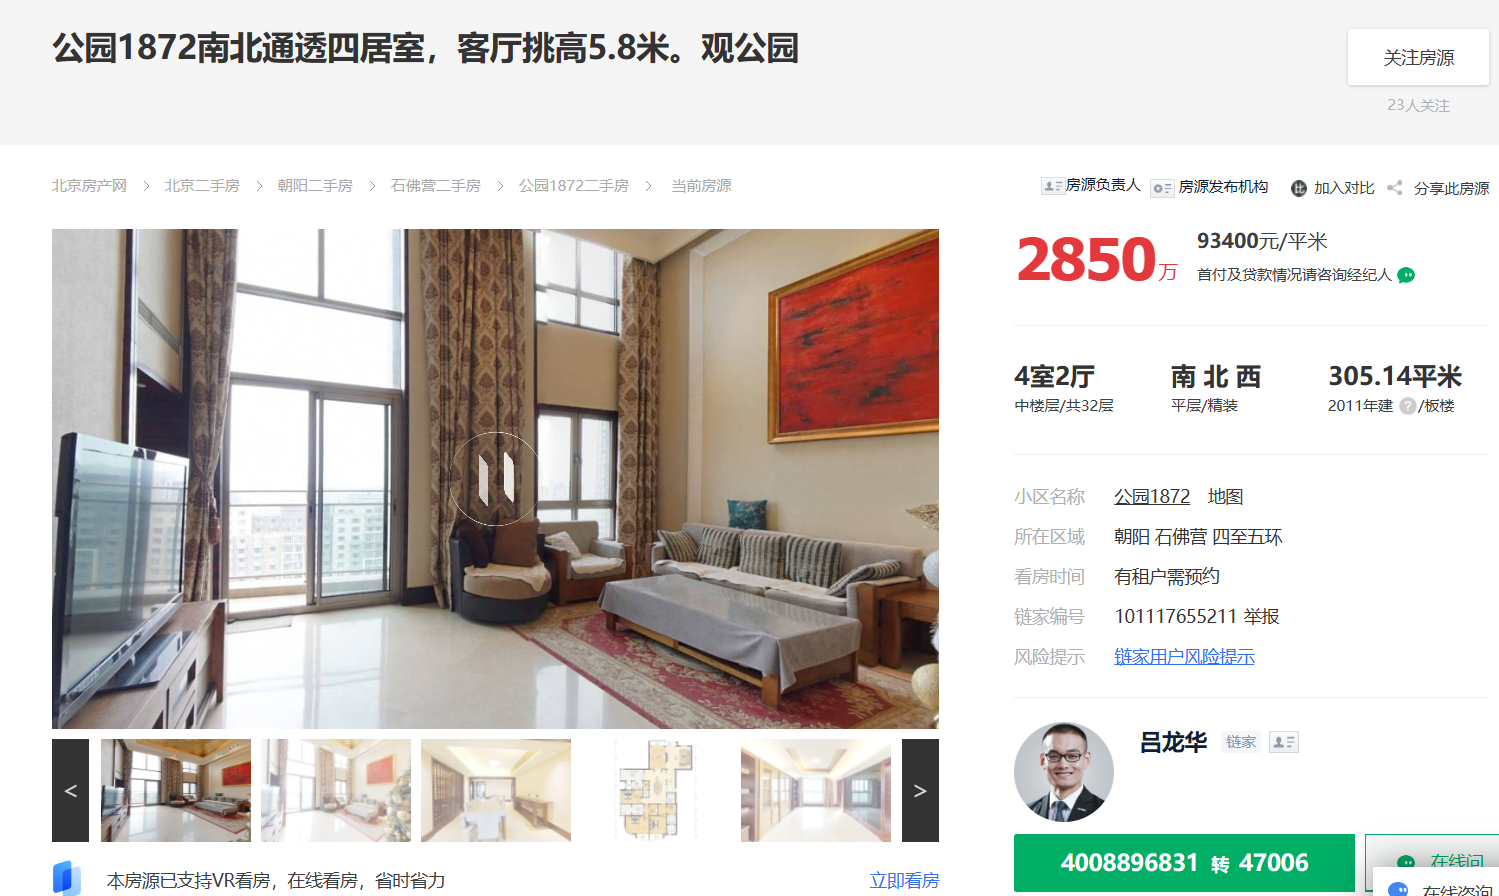 公园1872南北通透四居室，客厅挑高5.8米。观公园
关注房源
23人关注
北京房产网 > 北京二手房 > 朝阳二手房 > 石佛营二手房 > 公园1872二手房 > 当前房源
房源负责人 房源发布机构 加入对比 分享此房源
2850万
93400元/平米
首付及贷款情况请咨询经纪人
4室2厅 南 北 西 305.14平米
中楼层/共32层 平层/精装 2011年建 ?/板楼
小区名称 公园1872 地图
所在区域 朝阳 石佛营 四至五环
看房时间 有租户需预约
链家编号 101117655211 举报
风险提示 链家用户风险提示
吕龙华 链家
< >
4008896831 转 47006
在线问
在线咨询
本房源已支持VR看房，在线看房，省时省力 立即看房